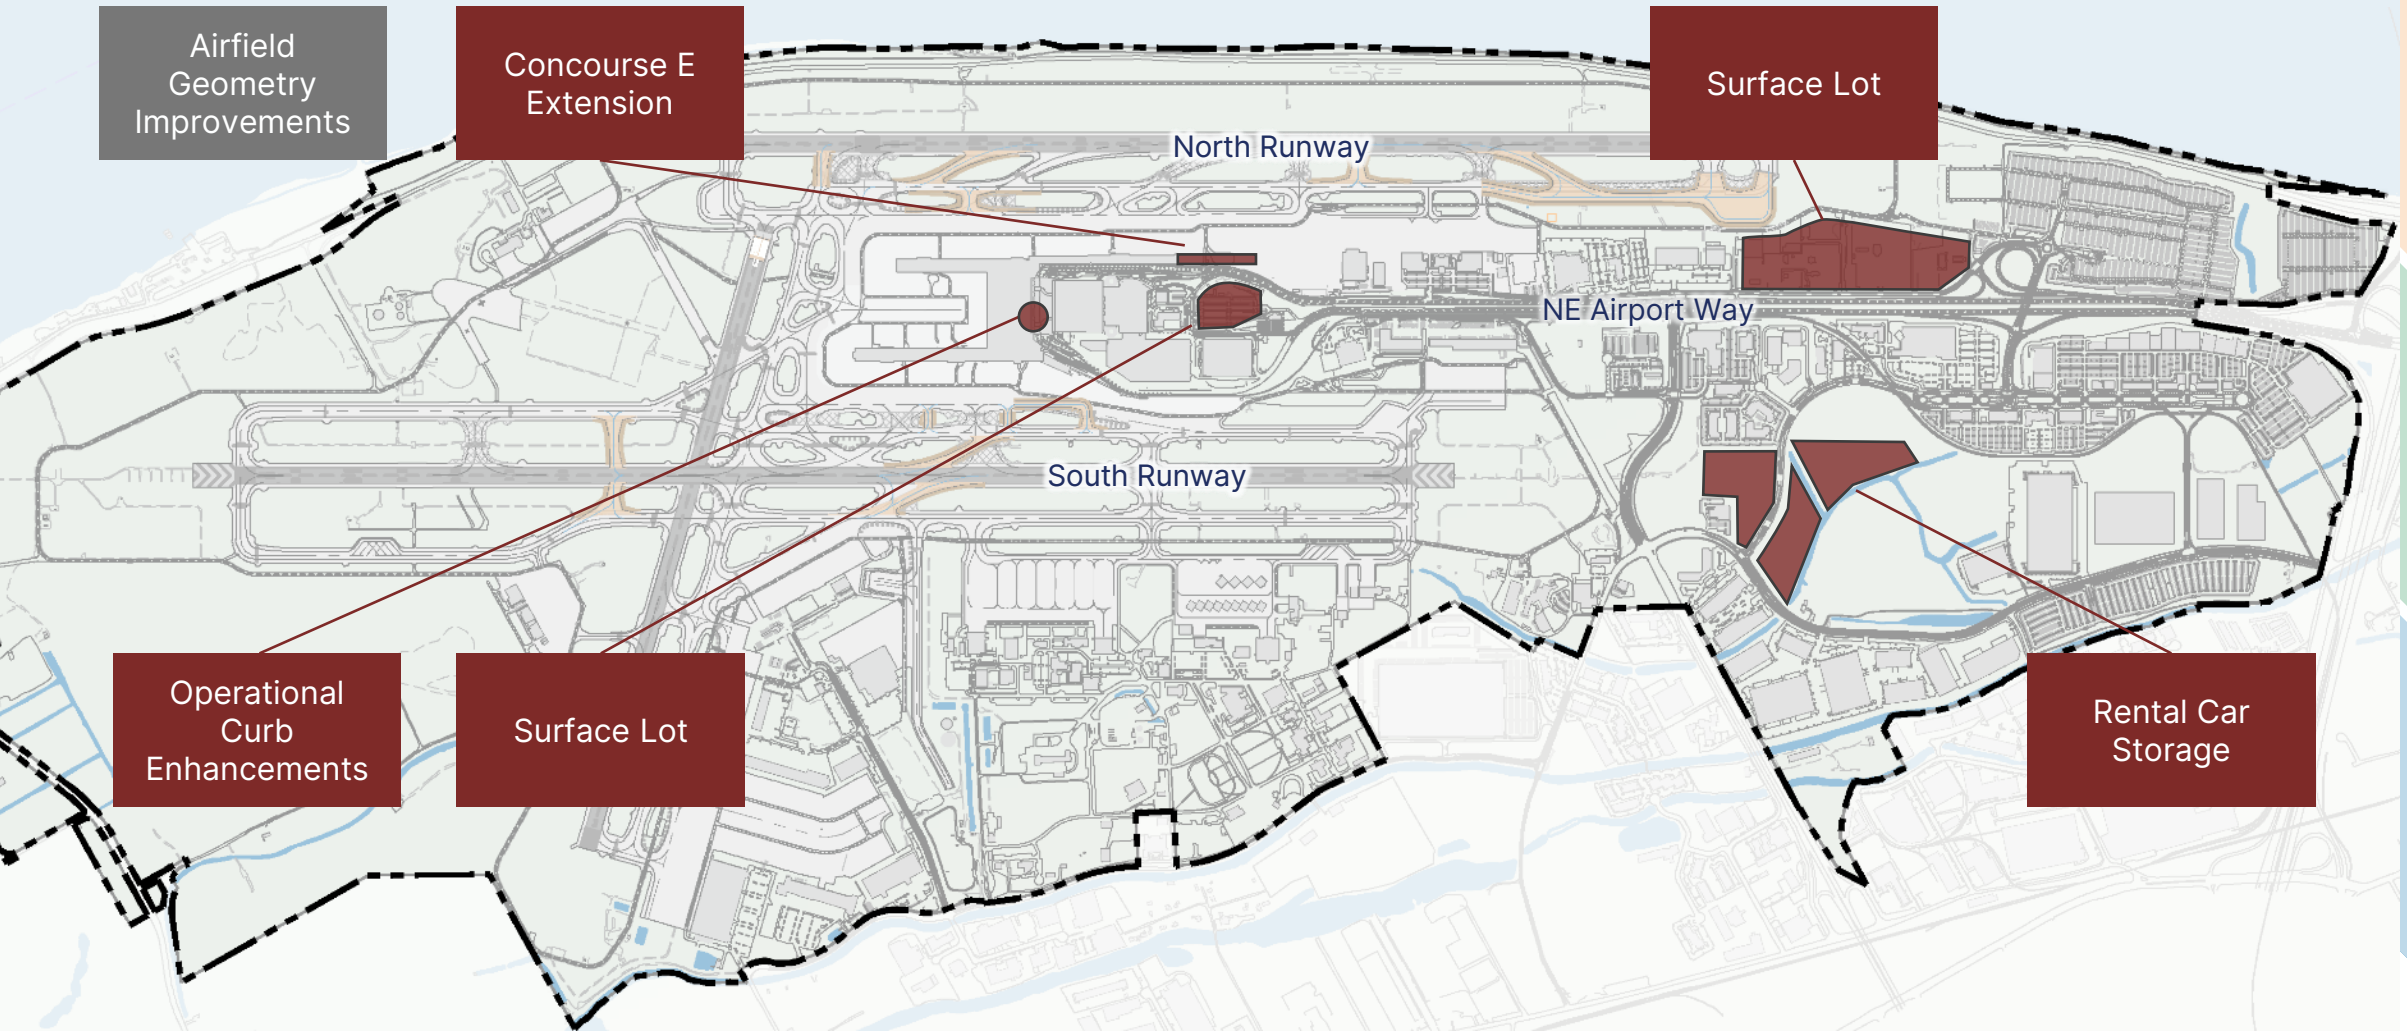 Airfield
Geometry
Improvements
Concourse E
Extension
Surface Lot
North Runway
NE Airport Way
South Runway
Operational
Curb
Enhancements
Surface Lot
Rental Car
Storage